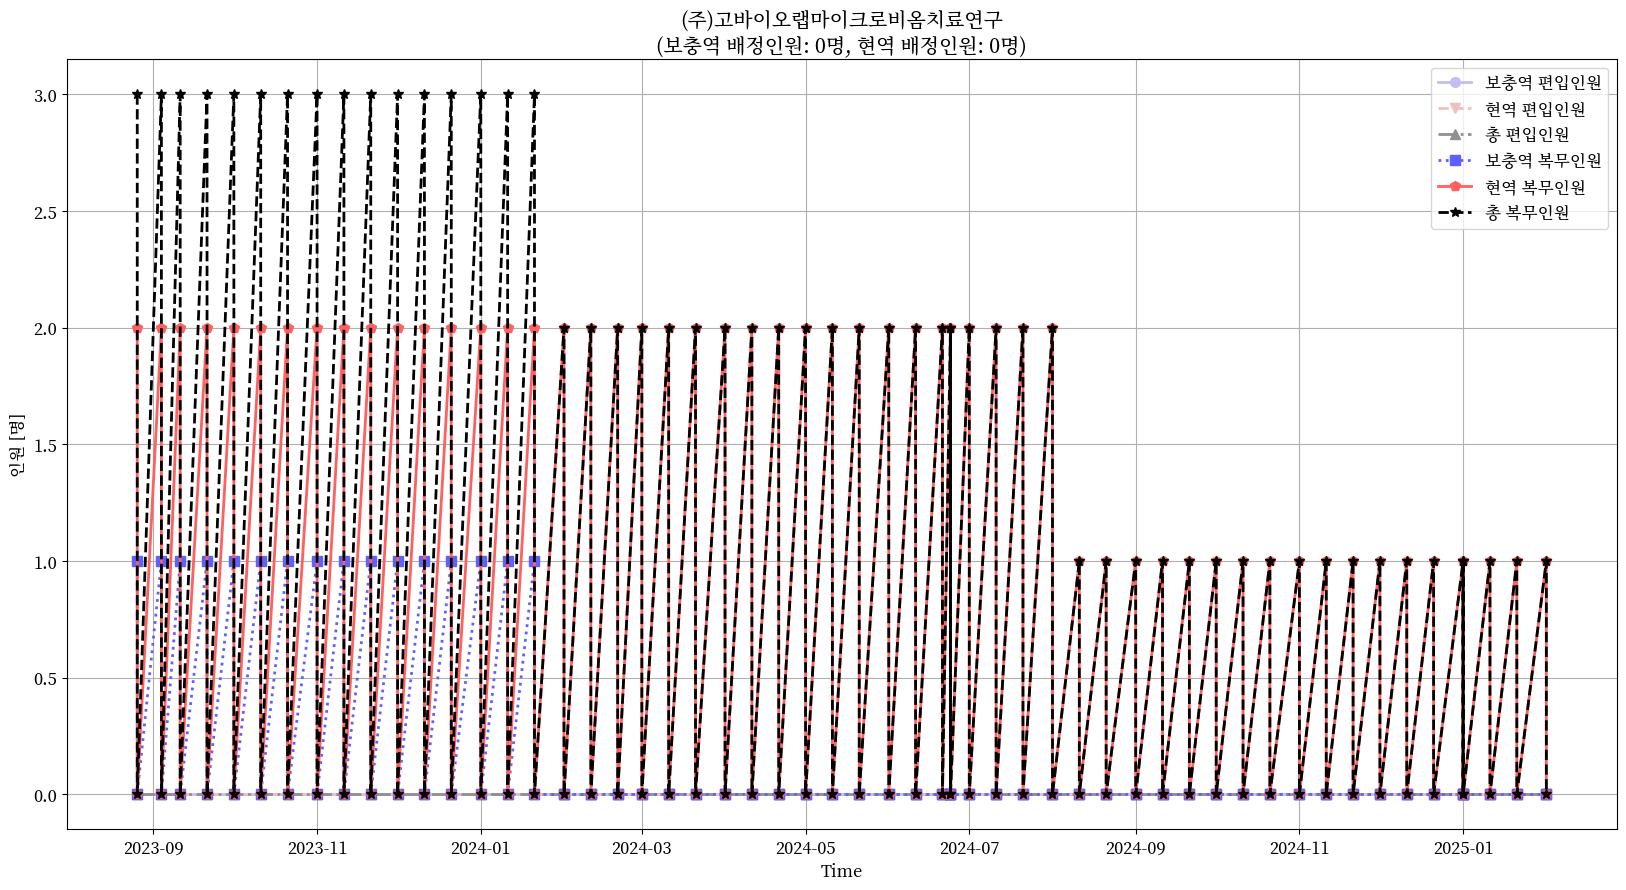 (주)고바이오랩마이크로비옴치료연구
(보충역 배정인원: 0명, 현역 배정인원: 0명)
보충역 편입인원
현역 편입인원
총 편입인원
보충역 복무인원
현역 복무인원
총 복무인원
인원 [명]
3.0
2.5
2.0
1.5
1.0
0.5
0.0
2023-09 2023-11 2024-01 2024-03 2024-05 2024-07 2024-09 2024-11 2025-01
Time